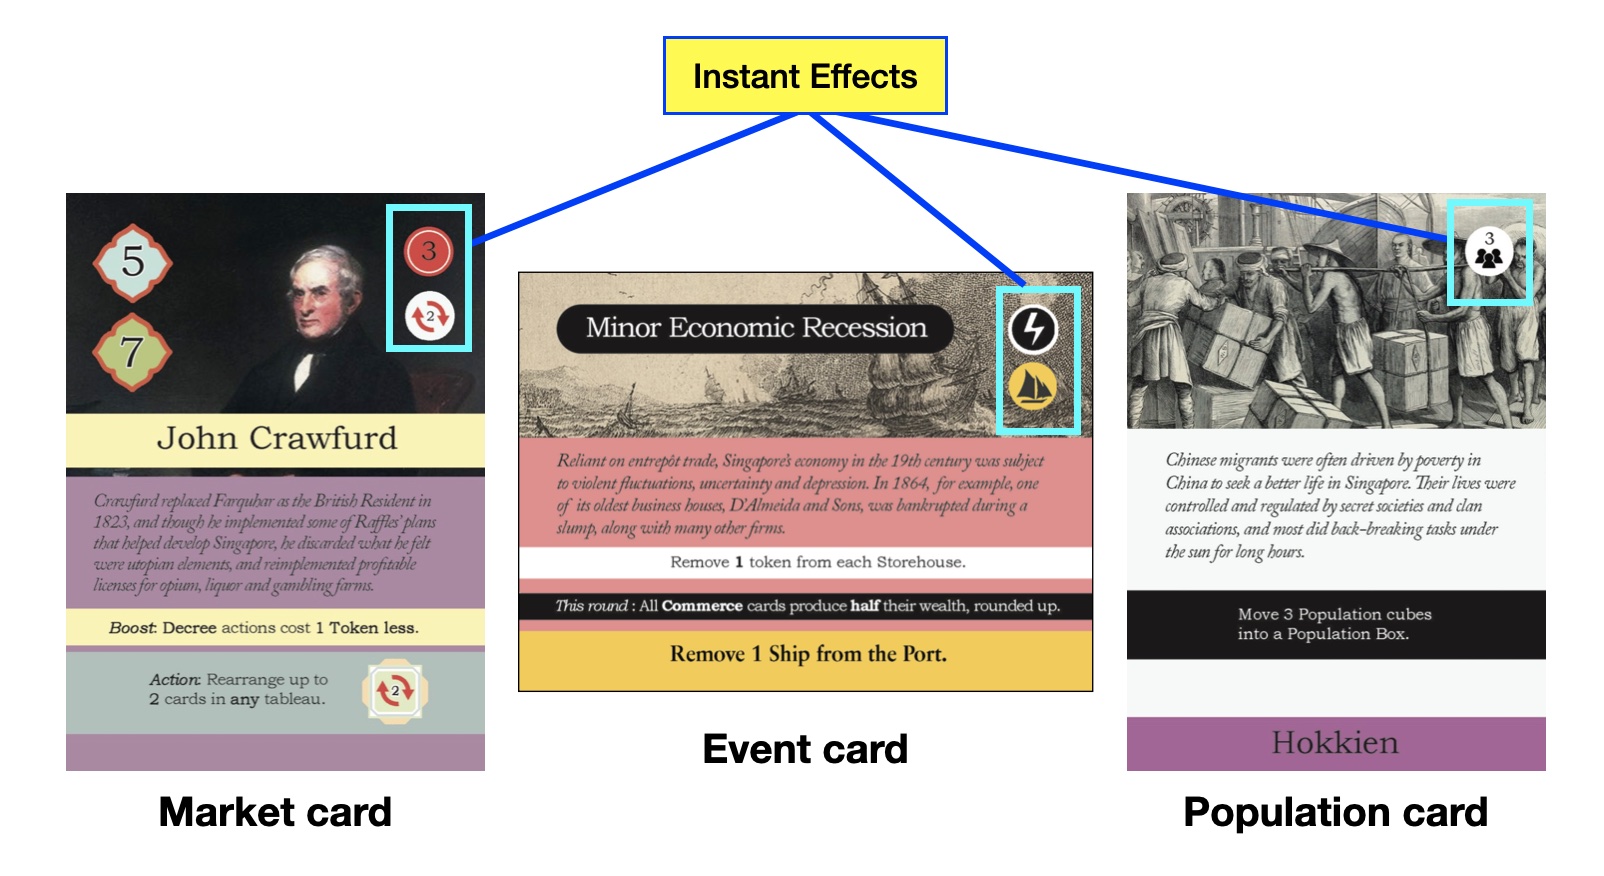 Instant Effects
5
7
3
2
John Crawfurd
Crawfurd replaced Farquhar as the British Resident in
1823, and though he implemented some of Raffles' plans
that helped develop Singapore, he discarded what he felt
were utopian elements, and reimplemented profitable
licenses for opium, liquor and gambling farms.
Boost: Decree actions cost 1 Token less.
Action: Rearrange up to
2 cards in any tableau.
2
Market card
Minor Economic Recession
Reliant on entrepôt trade, Singapore's economy in the 19th century was subject
to violent fluctuations, uncertainty and depression. In 1864, for example, one
of its oldest business houses, D'Almeida and Sons, was bankrupted during a
slump, along with many other firms.
Remove 1 token from each Storehouse.
This round : All Commerce cards produce half their wealth, rounded up.
Remove 1 Ship from the Port.
Event card
3
Chinese migrants were often driven by poverty in
China to seek a better life in Singapore. Their lives were
controlled and regulated by secret societies and clan
associations, and most did back-breaking tasks under
the sun for long hours.
Move 3 Population cubes
into a Population Box.
Hokkien
Population card